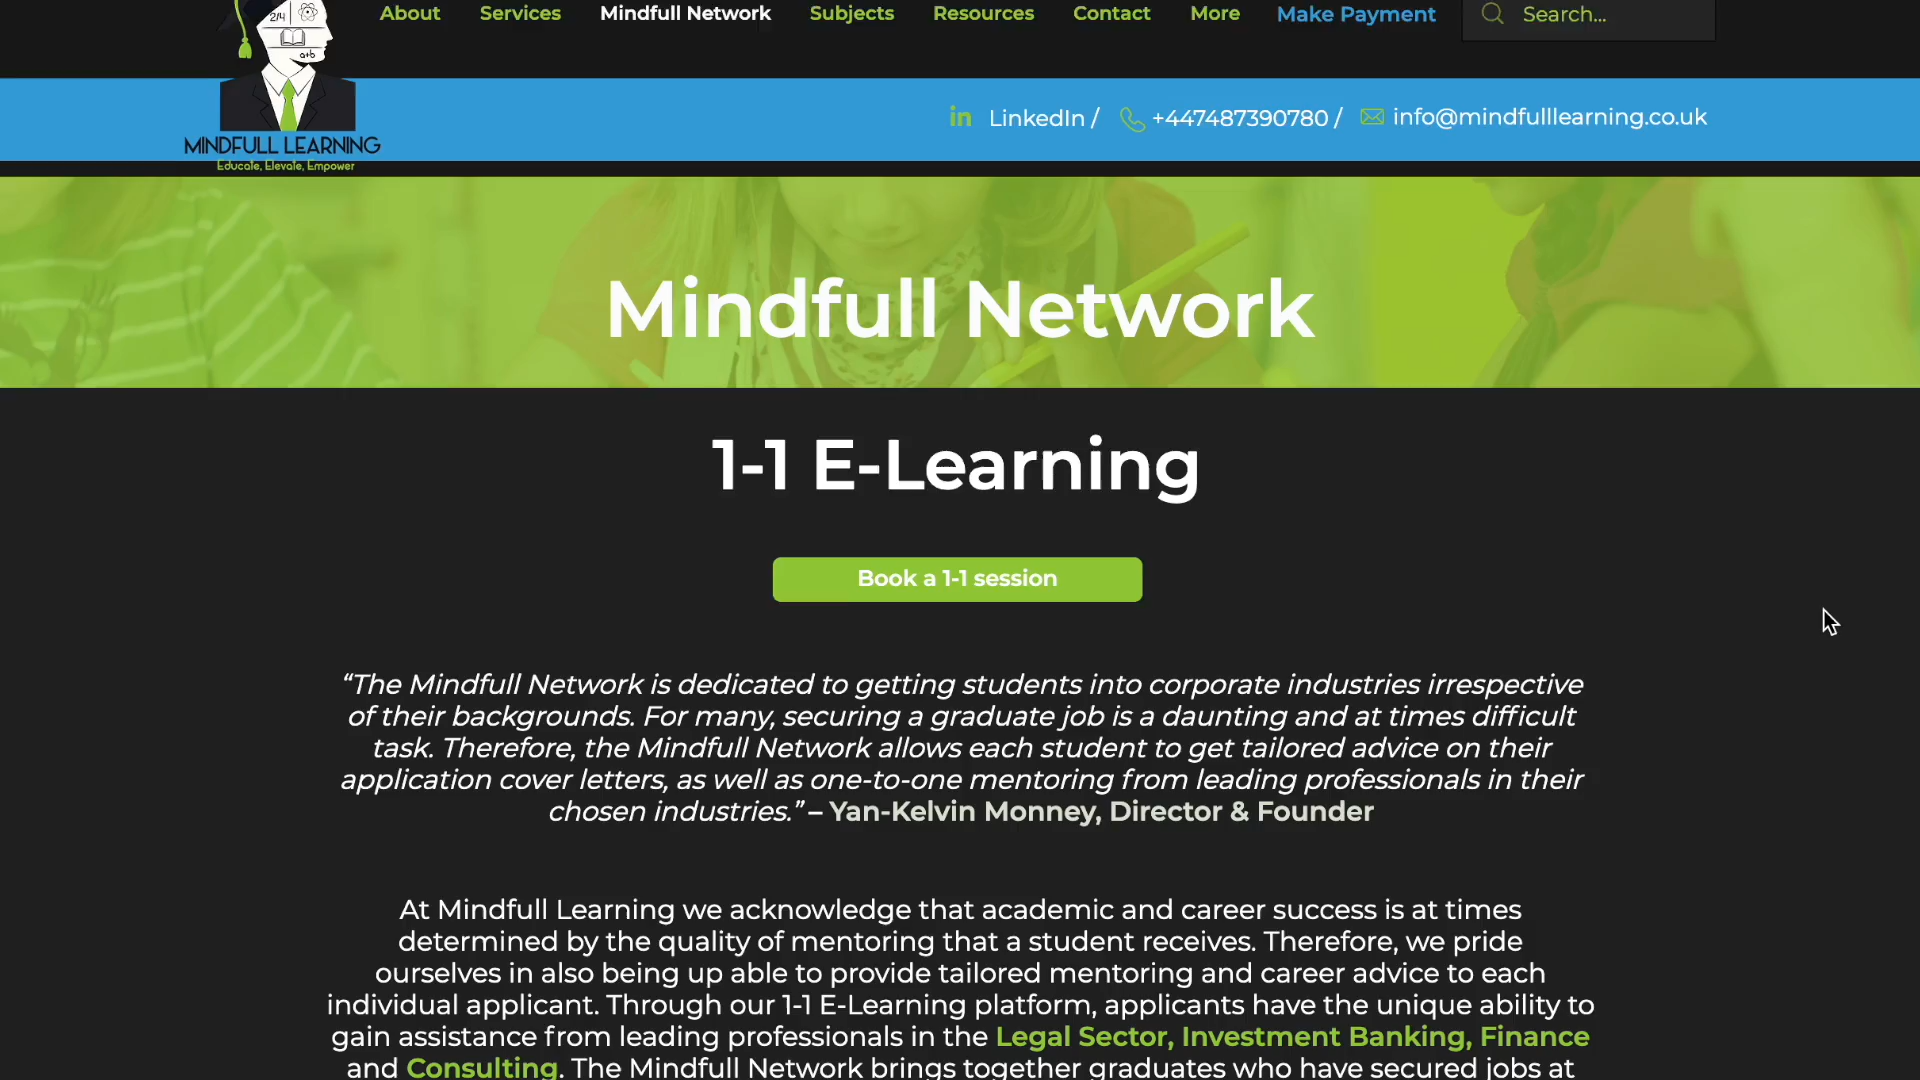 About Services Mindfull Network Subjects Resources Contact More Make Payment Search...
2/4
a+b
MINDFULL LEARNING
Educate, Elevate, Empower
in LinkedIn / +447487390780 / info@mindfulllearning.co.uk
Mindfull Network
1-1 E-Learning
Book a 1-1 session
“The Mindfull Network is dedicated to getting students into corporate industries irrespective
of their backgrounds. For many, securing a graduate job is a daunting and at times difficult
task. Therefore, the Mindfull Network allows each student to get tailored advice on their
application cover letters, as well as one-to-one mentoring from leading professionals in their
chosen industries.” – Yan-Kelvin Monney, Director & Founder
At Mindfull Learning we acknowledge that academic and career success is at times
determined by the quality of mentoring that a student receives. Therefore, we pride
ourselves in also being up able to provide tailored mentoring and career advice to each
individual applicant. Through our 1-1 E-Learning platform, applicants have the unique ability to
gain assistance from leading professionals in the Legal Sector, Investment Banking, Finance
and Consulting. The Mindfull Network brings together graduates who have secured jobs at